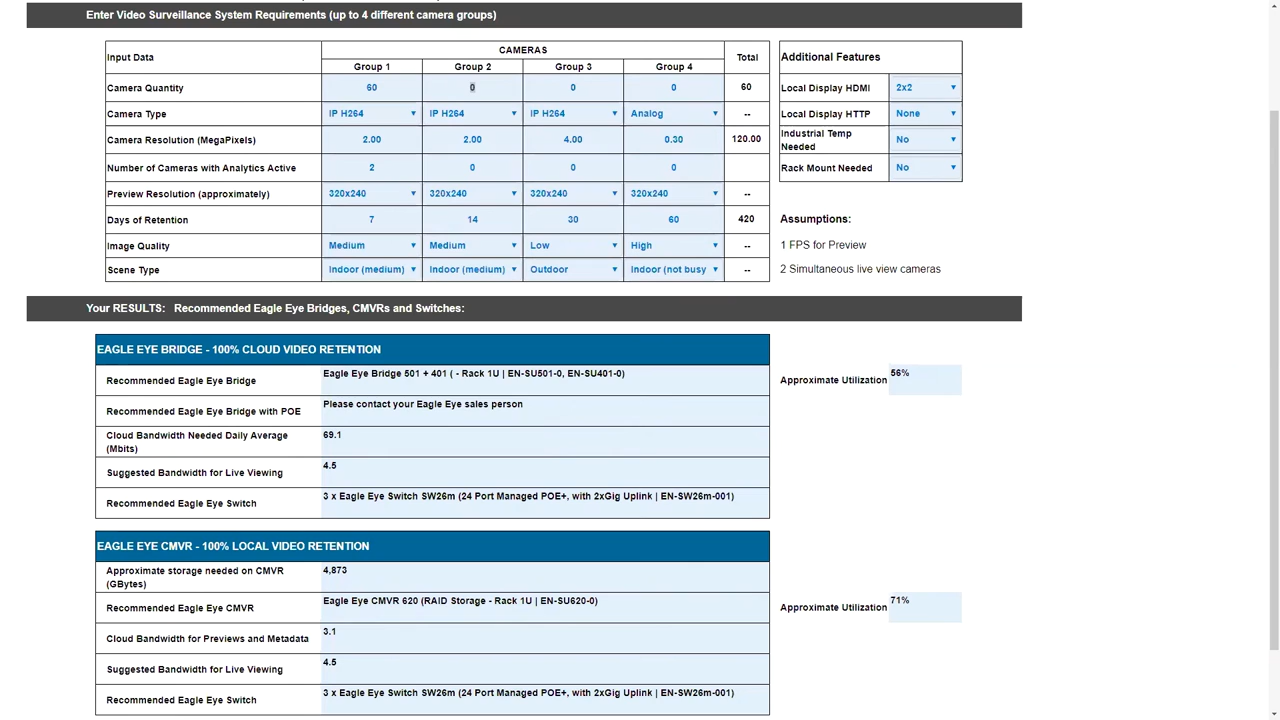 Enter Video Surveillance System Requirements (up to 4 different camera groups)
Input Data CAMERAS Total
Group 1 Group 2 Group 3 Group 4
Camera Quantity 60 0 0 0 60
Camera Type IP H264 IP H264 IP H264 Analog --
Camera Resolution (MegaPixels) 2.00 2.00 4.00 0.30 120.00
Number of Cameras with Analytics Active 2 0 0 0
Preview Resolution (approximately) 320x240 320x240 320x240 320x240 --
Days of Retention 7 14 30 60 420
Image Quality Medium Medium Low High --
Scene Type Indoor (medium) Indoor (medium) Outdoor Indoor (not busy --
Additional Features
Local Display HDMI 2x2
Local Display HTTP None
Industrial Temp
Needed No
Rack Mount Needed No
Assumptions:
1 FPS for Preview
2 Simultaneous live view cameras
Your RESULTS: Recommended Eagle Eye Bridges, CMVRs and Switches:
EAGLE EYE BRIDGE - 100% CLOUD VIDEO RETENTION
Recommended Eagle Eye Bridge Eagle Eye Bridge 501 + 401 ( - Rack 1U | EN-SU501-0, EN-SU401-0)
Approximate Utilization 56%
Recommended Eagle Eye Bridge with POE Please contact your Eagle Eye sales person
Cloud Bandwidth Needed Daily Average
(Mbits) 69.1
Suggested Bandwidth for Live Viewing 4.5
Recommended Eagle Eye Switch 3 x Eagle Eye Switch SW26m (24 Port Managed POE+, with 2xGig Uplink | EN-SW26m-001)
EAGLE EYE CMVR - 100% LOCAL VIDEO RETENTION
Approximate storage needed on CMVR
(GBytes) 4,873
Recommended Eagle Eye CMVR Eagle Eye CMVR 620 (RAID Storage - Rack 1U | EN-SU620-0)
Approximate Utilization 71%
Cloud Bandwidth for Previews and Metadata 3.1
Suggested Bandwidth for Live Viewing 4.5
Recommended Eagle Eye Switch 3 x Eagle Eye Switch SW26m (24 Port Managed POE+, with 2xGig Uplink | EN-SW26m-001)